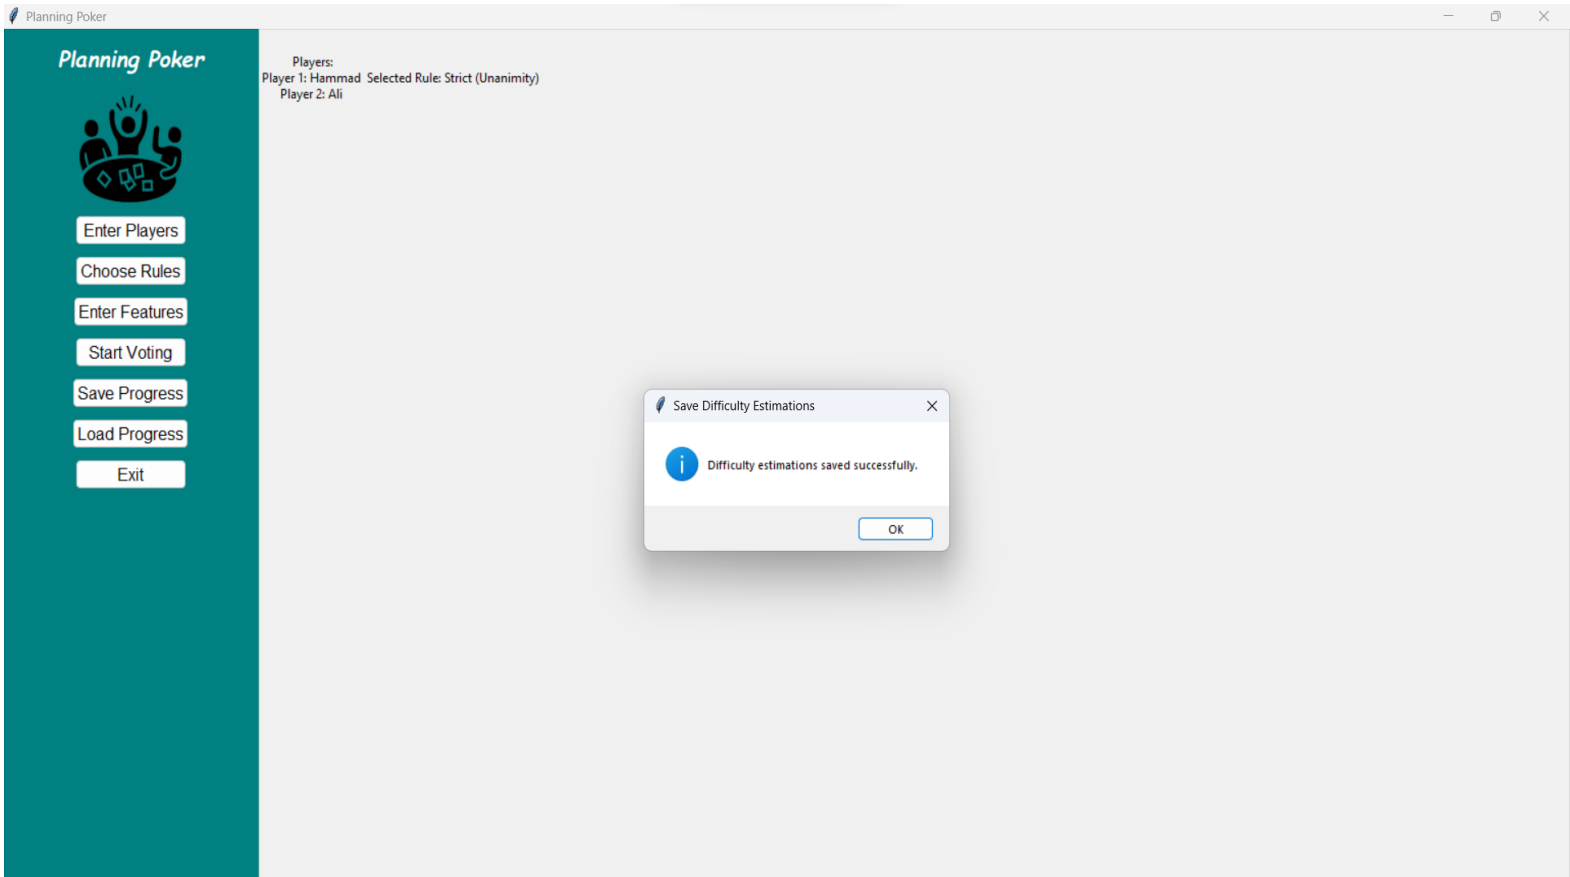 Planning Poker
Planning Poker
Enter Players
Choose Rules
Enter Features
Start Voting
Save Progress
Load Progress
Exit
Players:
Player 1: Hammad Selected Rule: Strict (Unanimity)
Player 2: Ali
Save Difficulty Estimations
Difficulty estimations saved successfully.
OK